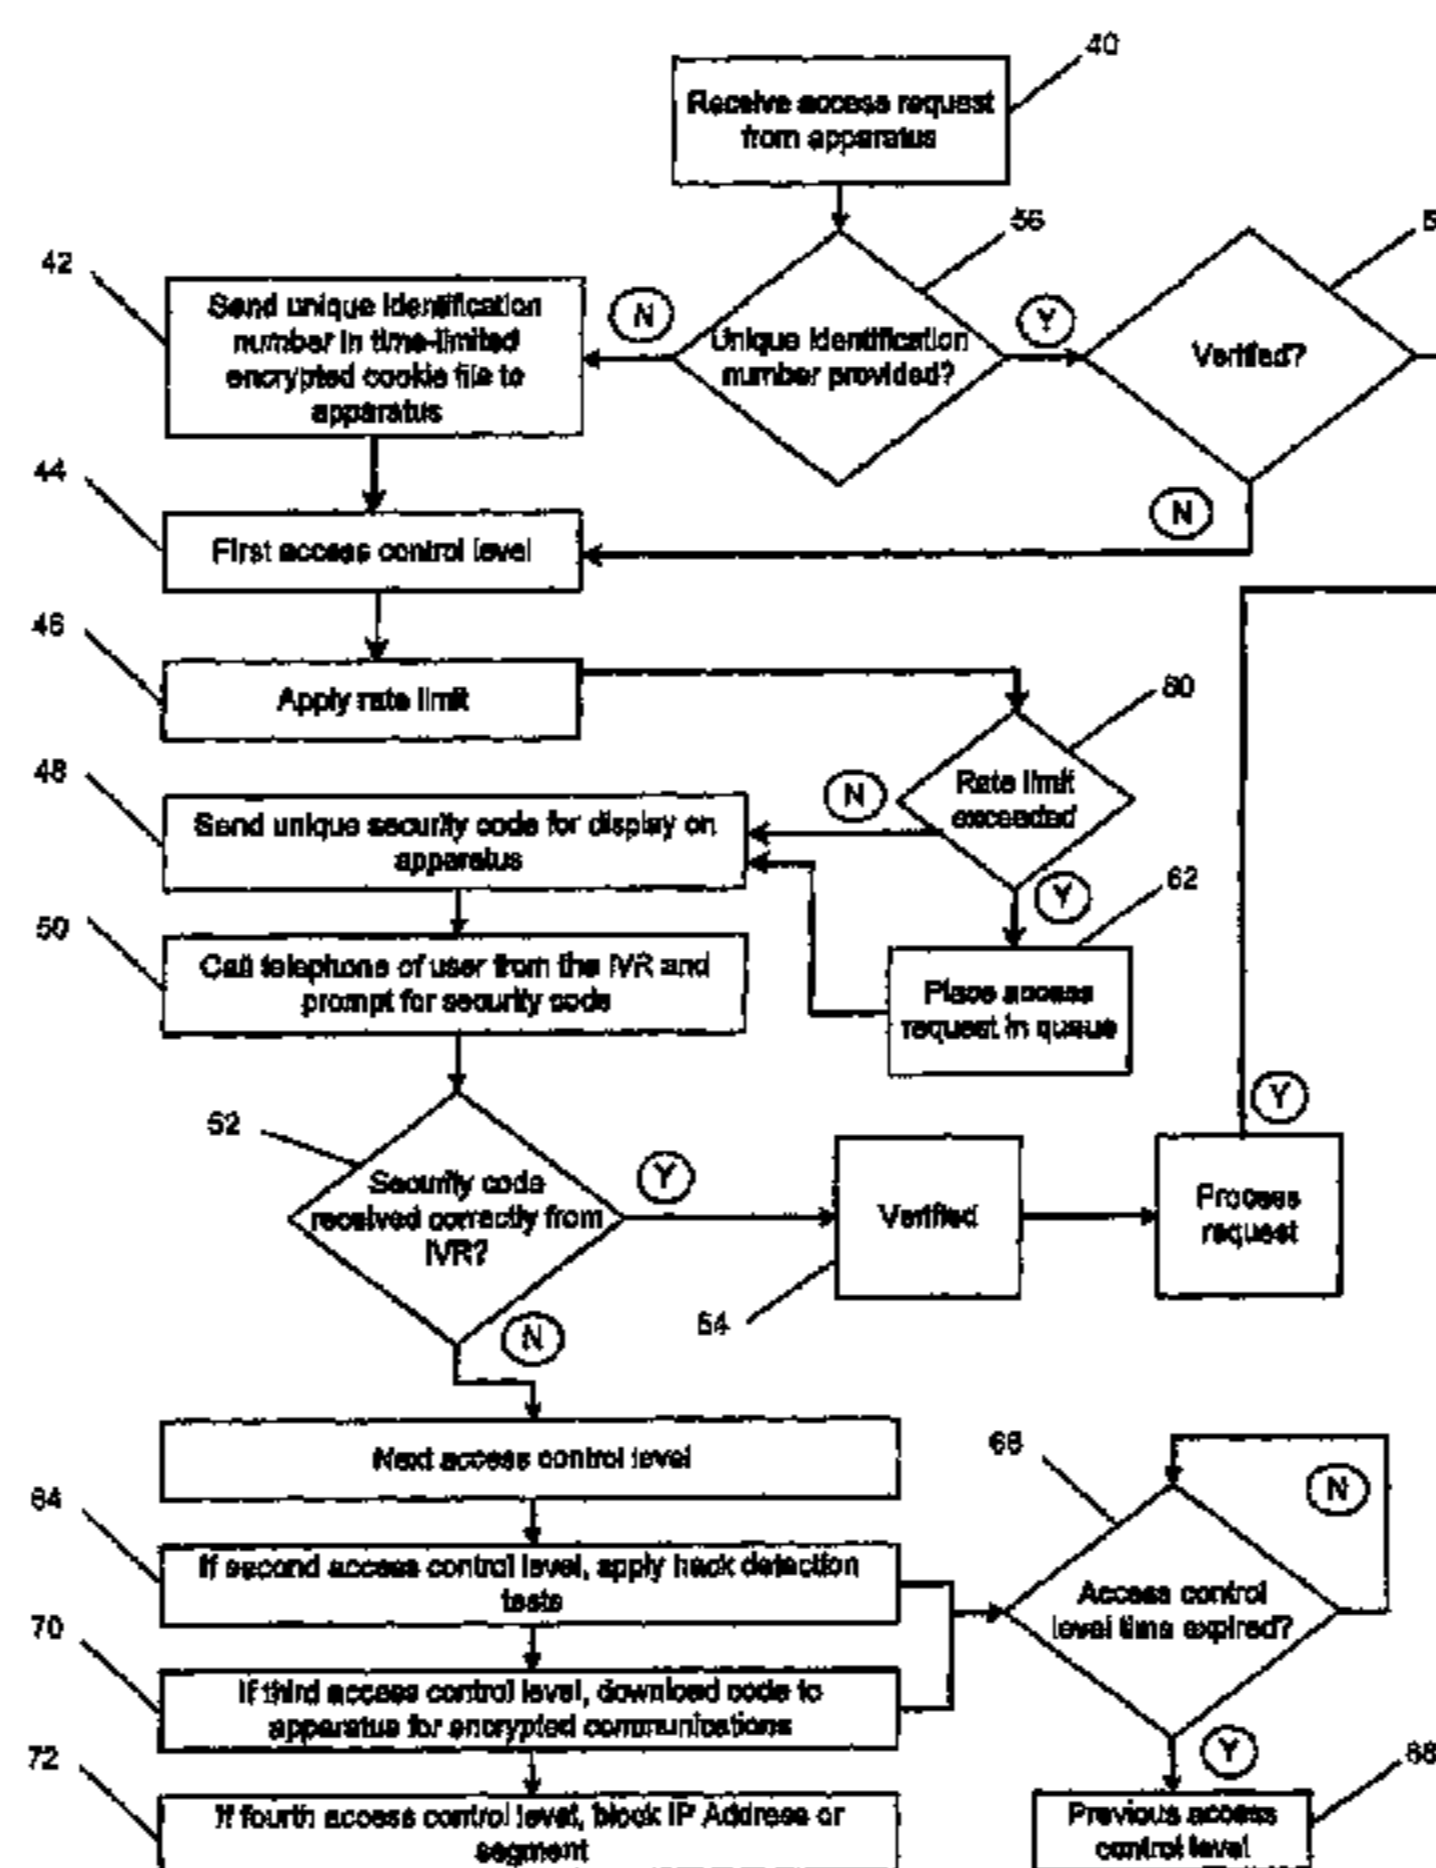 40
Receive access request
from apparatus
56
42
Send unique identification
number in time-limited
encrypted cookie file to
apparatus
N
Unique identification
number provided?
Y
Verified?
44
First access control level
N
46
Apply rate limit
60
Rate limit
exceeded
N
48
Send unique security code for display on
apparatus
Y
62
50
Call telephone of user from the IVR and
prompt for security code
Place access
request in queue
Y
52
Security code
received correctly from
IVR?
Y
Verified
Process
request
54
N
Next access control level
66
N
64
If second access control level, apply hack detection
tests
Access control
level time expired?
70
If third access control level, download code to
apparatus for encrypted communications
72
Y
68
If fourth access control level, block IP Address or
segment
Previous access
control level